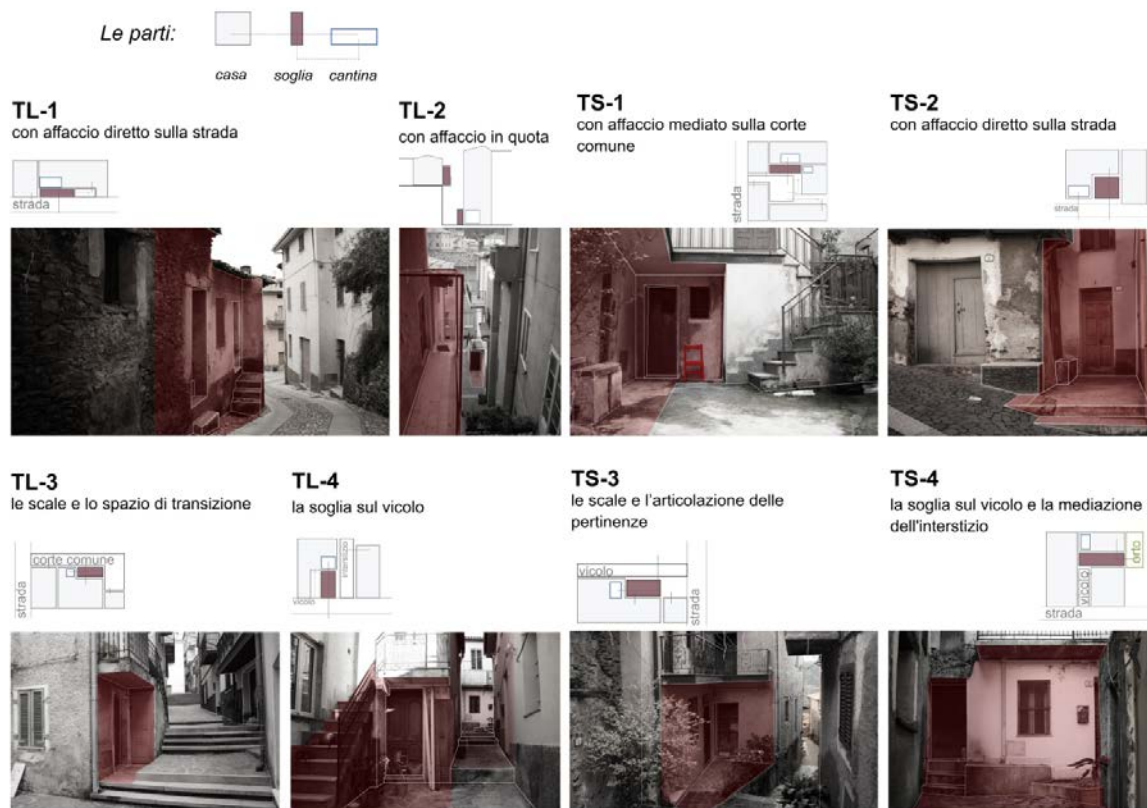 Le parti:
casa soglia cantina
TL-1
con affaccio diretto sulla strada
strada
TL-2
con affaccio in quota
TS-1
con affaccio mediato sulla corte
comune
strada
TS-2
con affaccio diretto sulla strada
strada
TL-3
le scale e lo spazio di transizione
corte comune
strada
TL-4
la soglia sul vicolo
interstizio
vicolo
TS-3
le scale e l'articolazione delle
pertinenze
vicolo
strada
TS-4
la soglia sul vicolo e la mediazione
dell'interstizio
orto
vicolo
strada